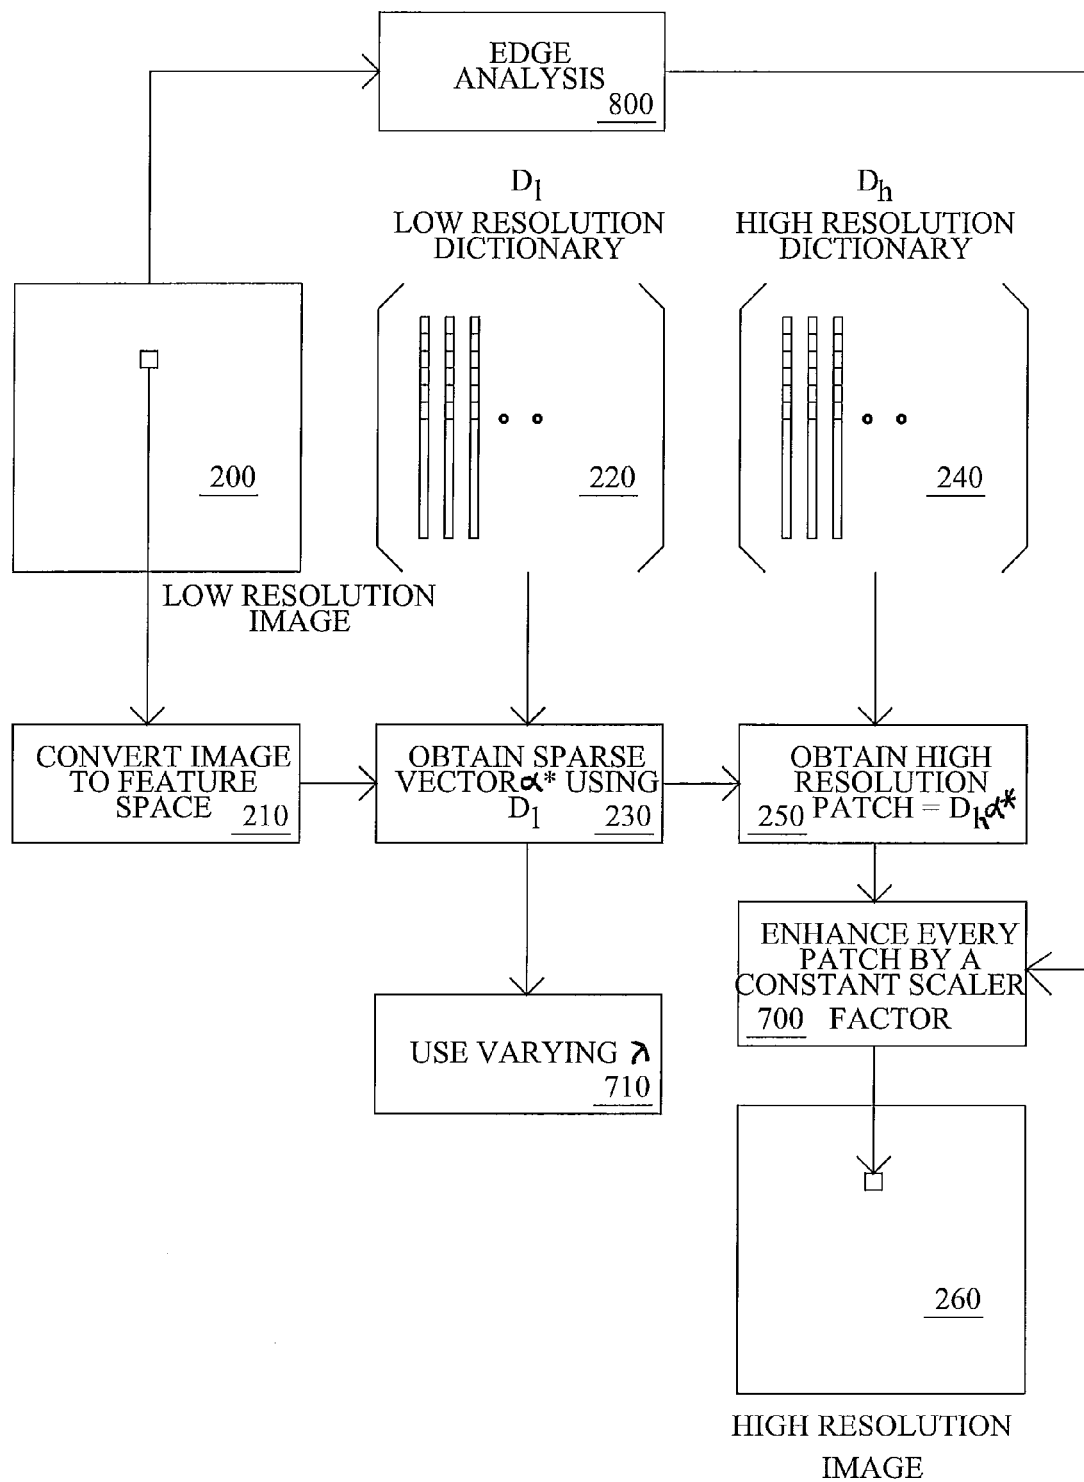 EDGE
ANALYSIS
800
D_l
LOW RESOLUTION
DICTIONARY
D_h
HIGH RESOLUTION
DICTIONARY
200
220
240
LOW RESOLUTION
IMAGE
CONVERT IMAGE
TO FEATURE
SPACE
210
OBTAIN SPARSE
VECTOR α* USING
D_l
230
OBTAIN HIGH
RESOLUTION
250 PATCH = D_h α*
ENHANCE EVERY
PATCH BY A
CONSTANT SCALER
700 FACTOR
USE VARYING λ
710
260
HIGH RESOLUTION
IMAGE